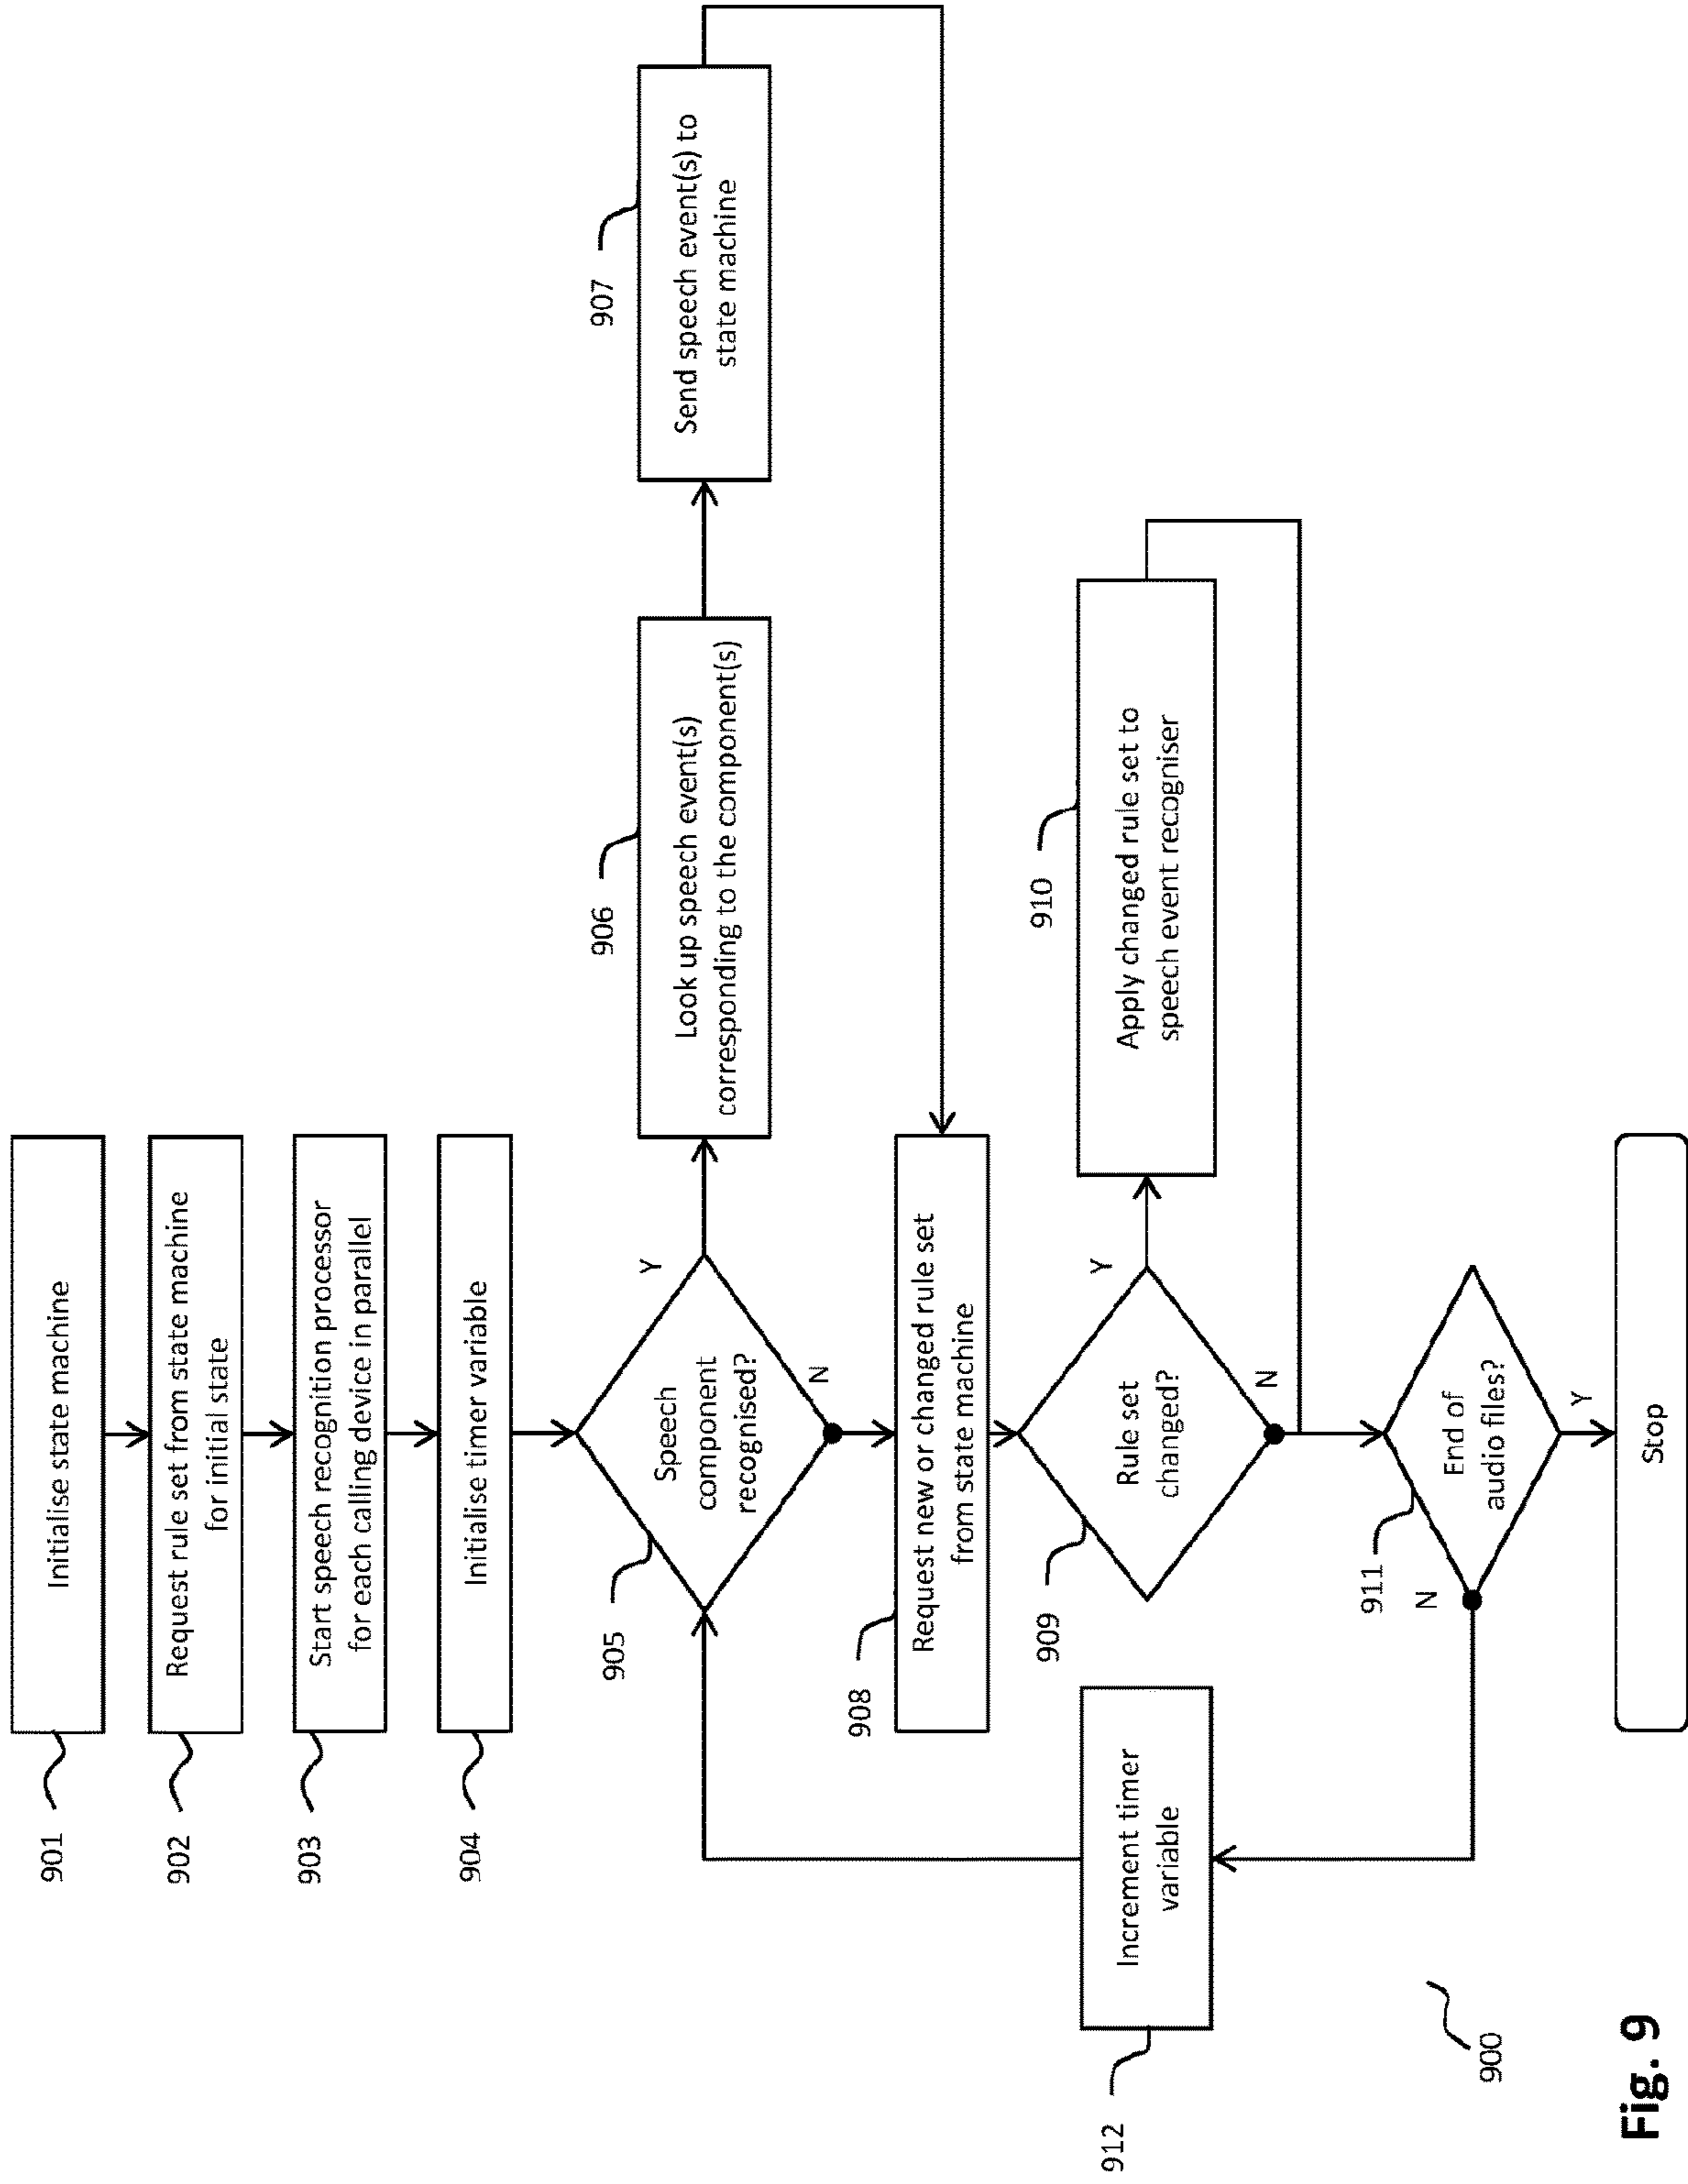 901
Initialise state machine
902
Request rule set from state machine
for initial state
903
Start speech recognition processor
for each calling device in parallel
904
Initialise timer variable
905
Speech
component
recognised?
Y
N
906
Look up speech event(s)
corresponding to the component(s)
907
Send speech event(s) to
state machine
908
Request new or changed rule set
from state machine
909
Rule set
changed?
Y
N
910
Apply changed rule set to
speech event recogniser
911
End of
audio files?
N
Y
912
Increment timer
variable
Stop
900
Fig. 9